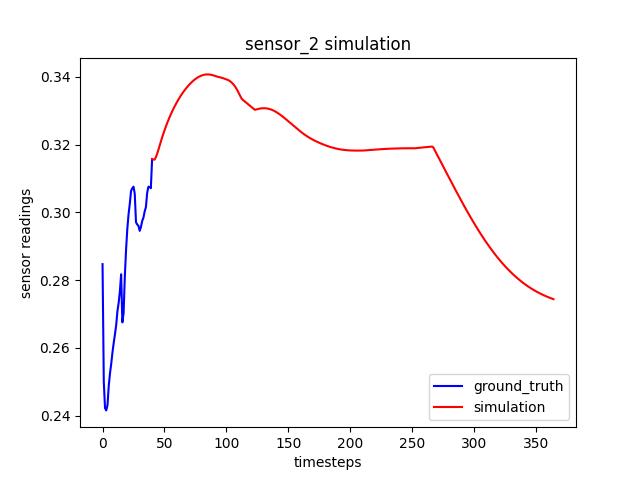 sensor_2 simulation
0.34
0.32
0.30
0.28
0.26
0.24
sensor readings
0 50 100 150 200 250 300 350
timesteps
ground_truth
simulation